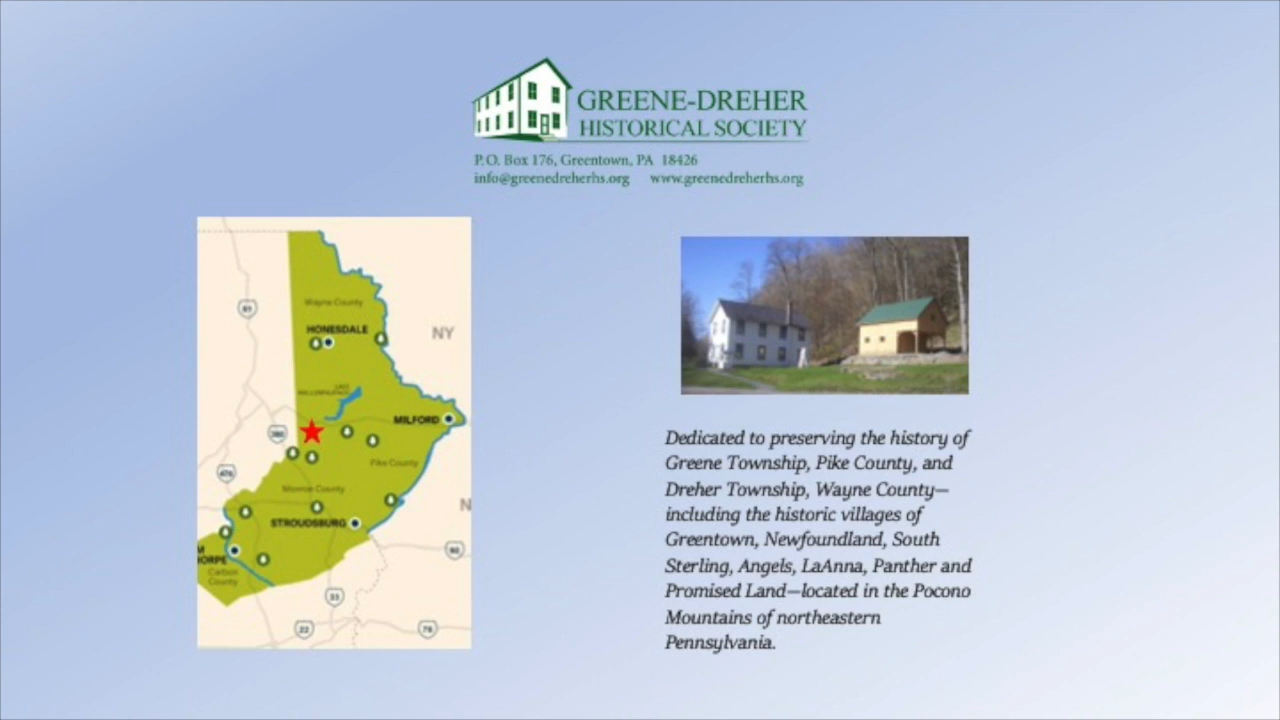 GREENE-DREHER
HISTORICAL SOCIETY
P.O. Box 176, Greentown, PA 18426
info@greenedreherhs.org www.greenedreherhs.org
81
Wayne County
HONESDALE
NY
LAKE
MILFORD
476
Pike County
Monroe County
STROUDSBURG
M
HORPE
Carbon
County
N
80
33
22
78
Dedicated to preserving the history of
Greene Township, Pike County, and
Dreher Township, Wayne County—
including the historic villages of
Greentown, Newfoundland, South
Sterling, Angels, LaAnna, Panther and
Promised Land—located in the Pocono
Mountains of northeastern
Pennsylvania.